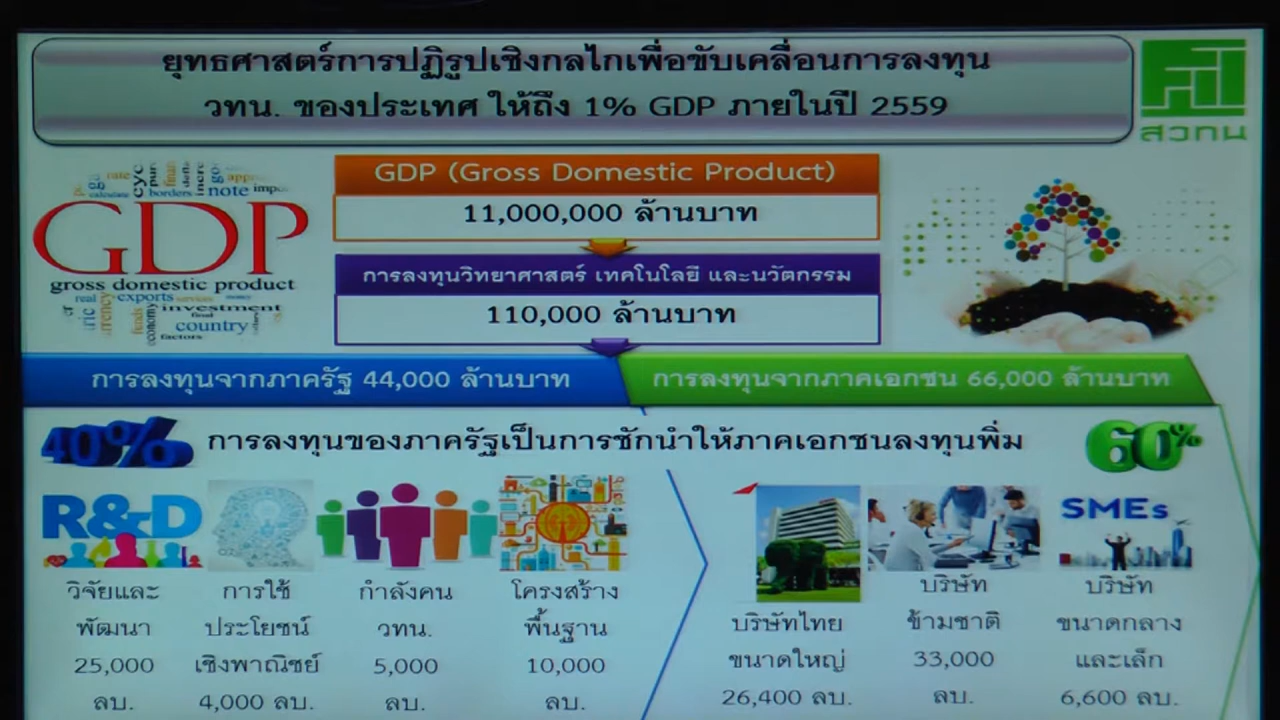 ยุทธศาสตร์การปฏิรูปเชิงกลไกเพื่อขับเคลื่อนการลงทุน
วทน. ของประเทศ ให้ถึง 1% GDP ภายในปี 2559
สวทน
GDP (Gross Domestic Product)
11,000,000 ล้านบาท
rate
note
borders
GDP
gross domestic product
real
exports
services
money
investment
final
country
economy
funds
factors
การลงทุนวิทยาศาสตร์ เทคโนโลยี และนวัตกรรม
110,000 ล้านบาท
การลงทุนจากภาครัฐ 44,000 ล้านบาท
การลงทุนจากภาคเอกชน 66,000 ล้านบาท
40%
การลงทุนของภาครัฐเป็นการชักนำให้ภาคเอกชนลงทุนพิ่ม
60%
R&D
วิจัยและ
พัฒนา
25,000
ลบ.
การใช้
ประโยชน์
เชิงพาณิชย์
4,000 ลบ.
กำลังคน
วทน.
5,000
ลบ.
โครงสร้าง
พื้นฐาน
10,000
ลบ.
บริษัทไทย
ขนาดใหญ่
26,400 ลบ.
บริษัท
ข้ามชาติ
33,000
ลบ.
SMEs
บริษัท
ขนาดกลาง
และเล็ก
6,600 ลบ.